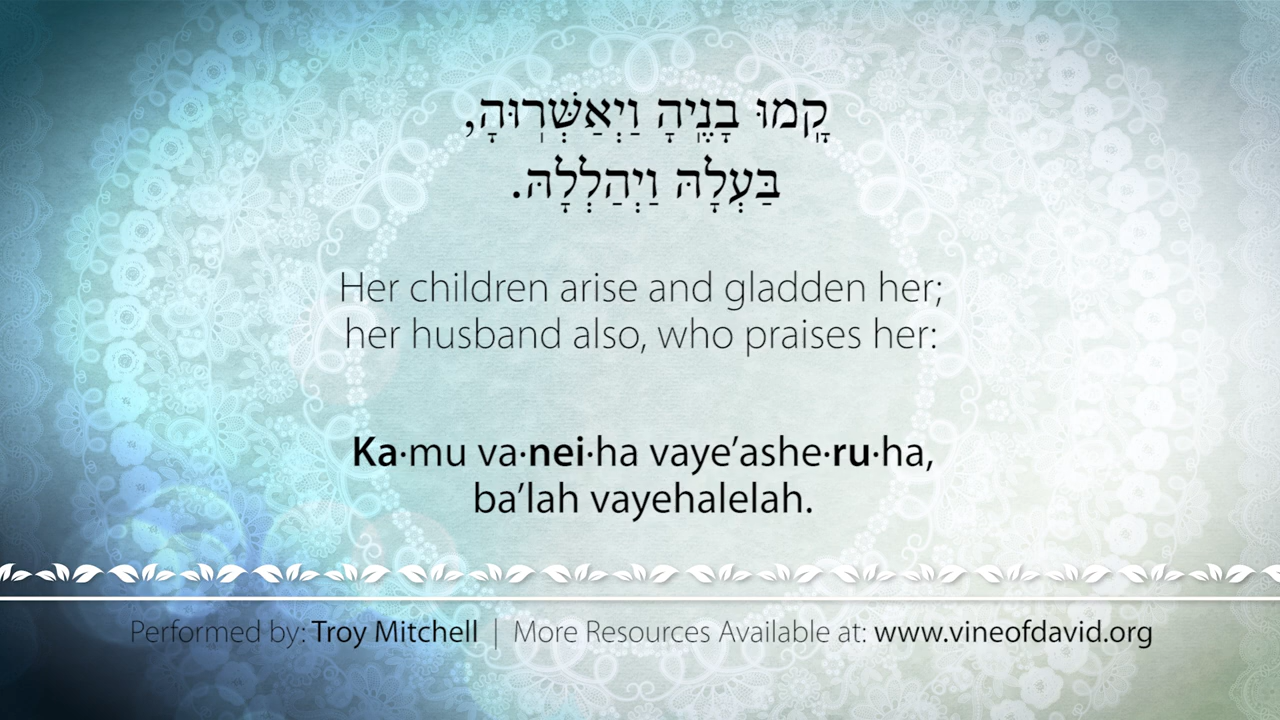 קָמוּ בָנֶיהָ וַיְאַשְּׁרוּהָ,
בַּעְלָהּ וַיְהַלְלָהּ.
Her children arise and gladden her;
her husband also, who praises her:
Ka·mu va·nei·ha vaye’ashe·ru·ha,
ba’lah vayehalelah.
Performed by: Troy Mitchell | More Resources Available at: www.vineofdavid.org